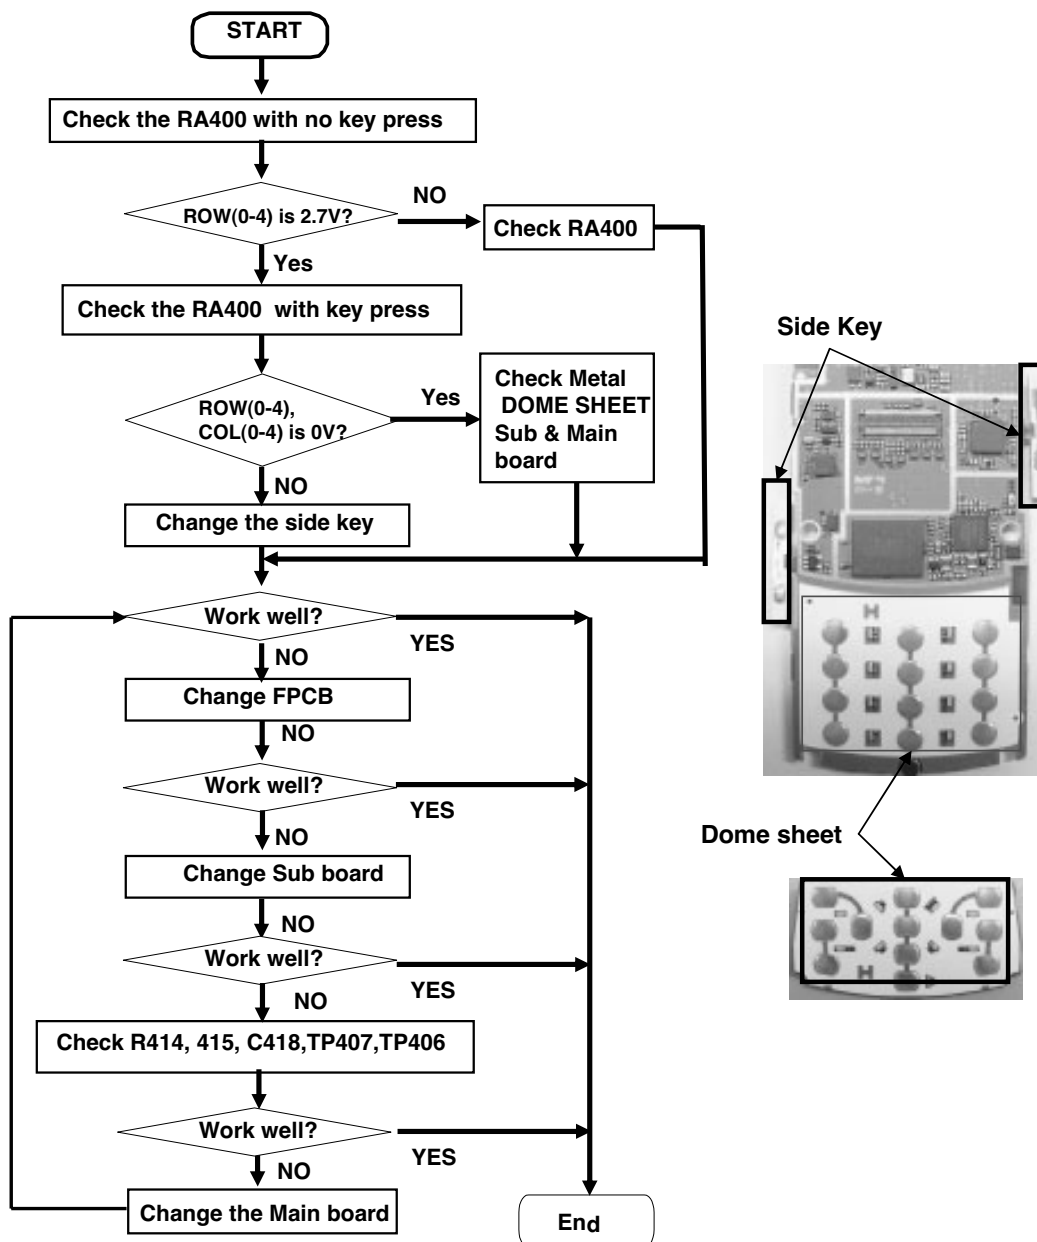 START
Check the RA400 with no key press
ROW(0-4) is 2.7V?
NO
Check RA400
Yes
Check the RA400 with key press
ROW(0-4),
COL(0-4) is 0V?
Yes
Check Metal
DOME SHEET
Sub & Main
board
NO
Change the side key
Work well?
YES
NO
Change FPCB
NO
Work well?
YES
NO
Change Sub board
NO
Work well?
YES
NO
Check R414, 415, C418,TP407,TP406
Work well?
YES
NO
Change the Main board
End
Side Key
Dome sheet